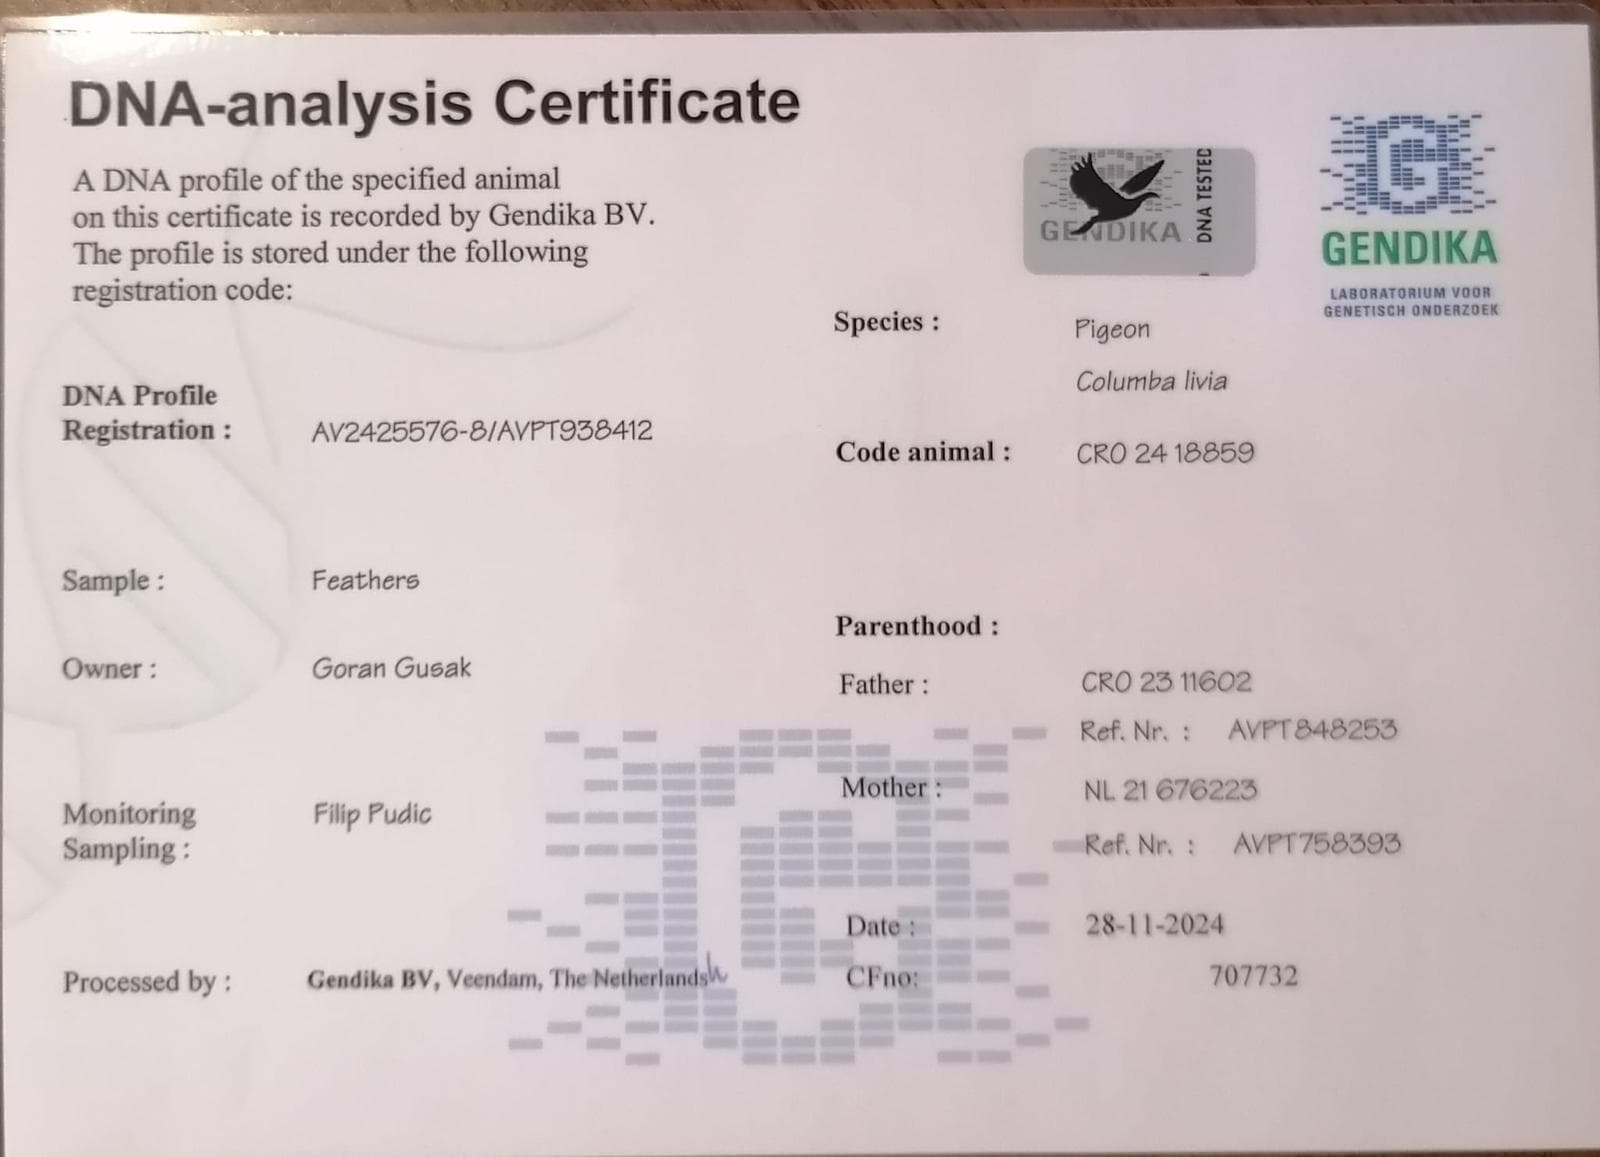 DNA-analysis Certificate
A DNA profile of the specified animal
on this certificate is recorded by Gendika BV.
The profile is stored under the following
registration code:
GENDIKA
DNA TESTED
GENDIKA
LABORATORIUM VOOR
GENETISCH ONDERZOEK
Species : Pigeon
Columba livia
DNA Profile
Registration : AV2425576-8/AVPT938412
Code animal : CRO 24 18859
Sample : Feathers
Owner : Goran Gusak
Parenthood :
Father : CRO 23 11602
Ref. Nr. : AVPT848253
Mother : NL 21 676223
Ref. Nr. : AVPT758393
Monitoring
Sampling : Filip Pudic
Date : 28-11-2024
Processed by : Gendika BV, Veendam, The Netherlands
CFno: 707732